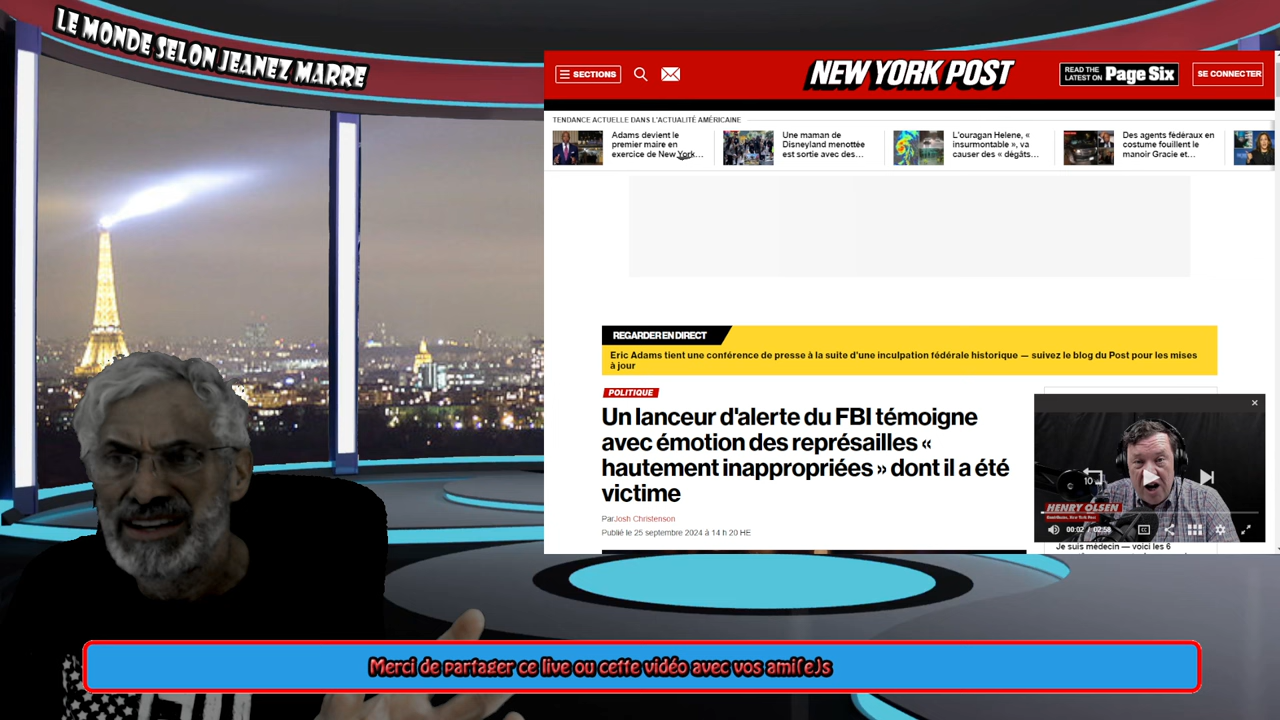 LE MONDE SELON JEANEZ MARRE
SECTIONS
NEW YORK POST
READ THE
LATEST ON
Page Six
SE CONNECTER
TENDANCE ACTUELLE DANS L'ACTUALITÉ AMÉRICAINE
Adams devient le
premier maire en
exercice de New York…
Une maman de
Disneyland menottée
est sortie avec des…
L'ouragan Helene, «
insurmontable », va
causer des « dégâts…
Des agents fédéraux en
costume fouillent le
manoir Gracie et…
REGARDER EN DIRECT
Eric Adams tient une conférence de presse à la suite d'une inculpation fédérale historique — suivez le blog du Post pour les mises
à jour
POLITIQUE
Un lanceur d'alerte du FBI témoigne
avec émotion des représailles «
hautement inappropriées » dont il a été
victime
ParJosh Christenson
Publié le 25 septembre 2024 à 14 h 20 HE
10
HENRY OLSEN
00:02 / 02:58
Je suis médecin — voici les 6
Merci de partager ce live ou cette vidéo avec vos ami(e)s